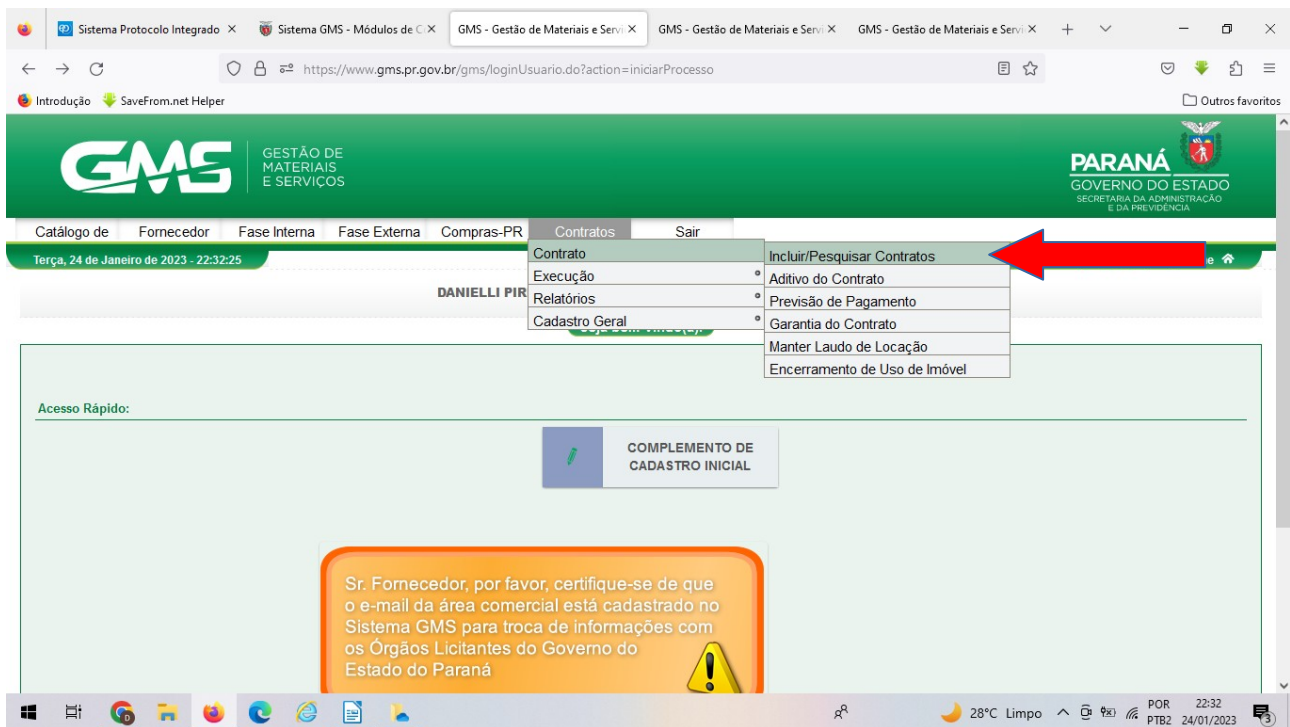 Sistema Protocolo Integrado
Sistema GMS - Módulos de C
GMS - Gestão de Materiais e Servi
GMS - Gestão de Materiais e Servi
GMS - Gestão de Materiais e Servi
https://www.gms.pr.gov.br/gms/loginUsuario.do?action=iniciarProcesso
Introdução
SaveFrom.net Helper
Outros favoritos
GMS
GESTÃO DE
MATERIAIS
E SERVIÇOS
PARANÁ
GOVERNO DO ESTADO
SECRETARIA DA ADMINISTRAÇÃO
E DA PREVIDÊNCIA
Catálogo de
Fornecedor
Fase Interna
Fase Externa
Compras-PR
Contratos
Sair
Terça, 24 de Janeiro de 2023 - 22:32:25
Contrato
Execução
Relatórios
Cadastro Geral
Incluir/Pesquisar Contratos
Aditivo do Contrato
Previsão de Pagamento
Garantia do Contrato
Manter Laudo de Locação
Encerramento de Uso de Imóvel
DANIELLI PIR
Acesso Rápido:
COMPLEMENTO DE
CADASTRO INICIAL
Sr. Fornecedor, por favor, certifique-se de que
o e-mail da área comercial está cadastrado no
Sistema GMS para troca de informações com
os Órgãos Licitantes do Governo do
Estado do Paraná
28°C Limpo
POR
PTB2
22:32
24/01/2023